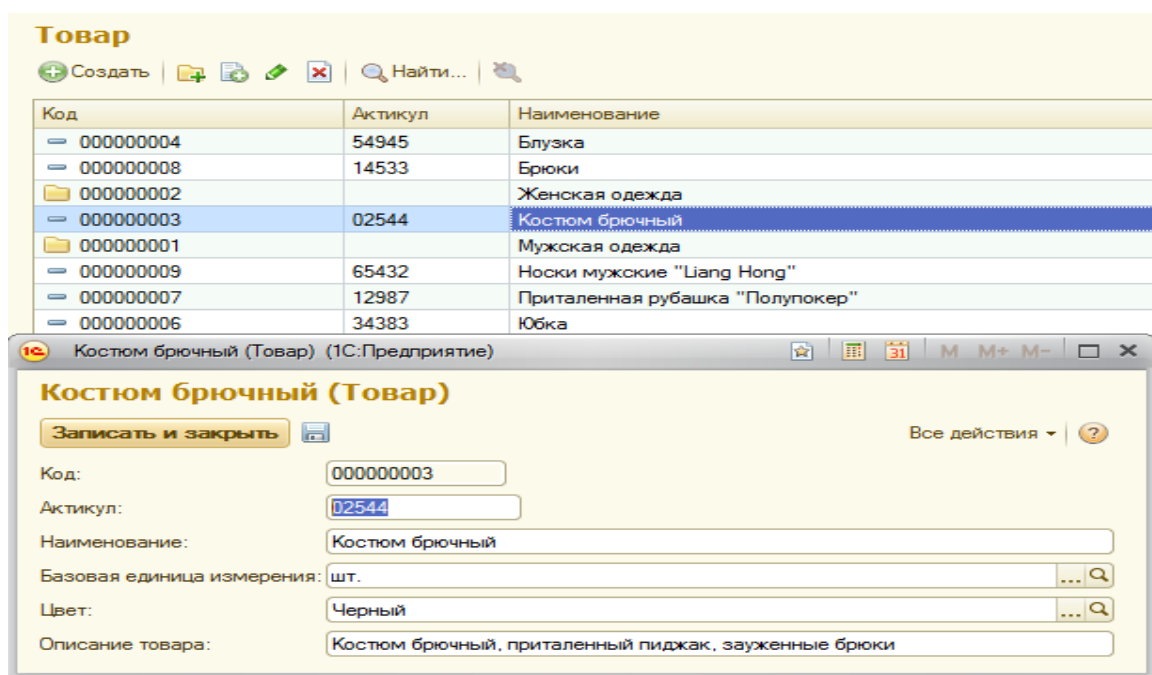 Товар
Создать Найти...
Код Актикул Наименование
000000004 54945 Блузка
000000008 14533 Брюки
000000002 Женская одежда
000000003 02544 Костюм брючный
000000001 Мужская одежда
000000009 65432 Носки мужские "Liang Hong"
000000007 12987 Приталенная рубашка "Полупокер"
000000006 34383 Юбка
1С Костюм брючный (Товар) (1С:Предприятие) 31 M M+ M-
Костюм брючный (Товар)
Записать и закрыть Все действия ?
Код: 000000003
Актикул: 02544
Наименование: Костюм брючный
Базовая единица измерения: шт. ...
Цвет: Черный ...
Описание товара: Костюм брючный, приталенный пиджак, зауженные брюки